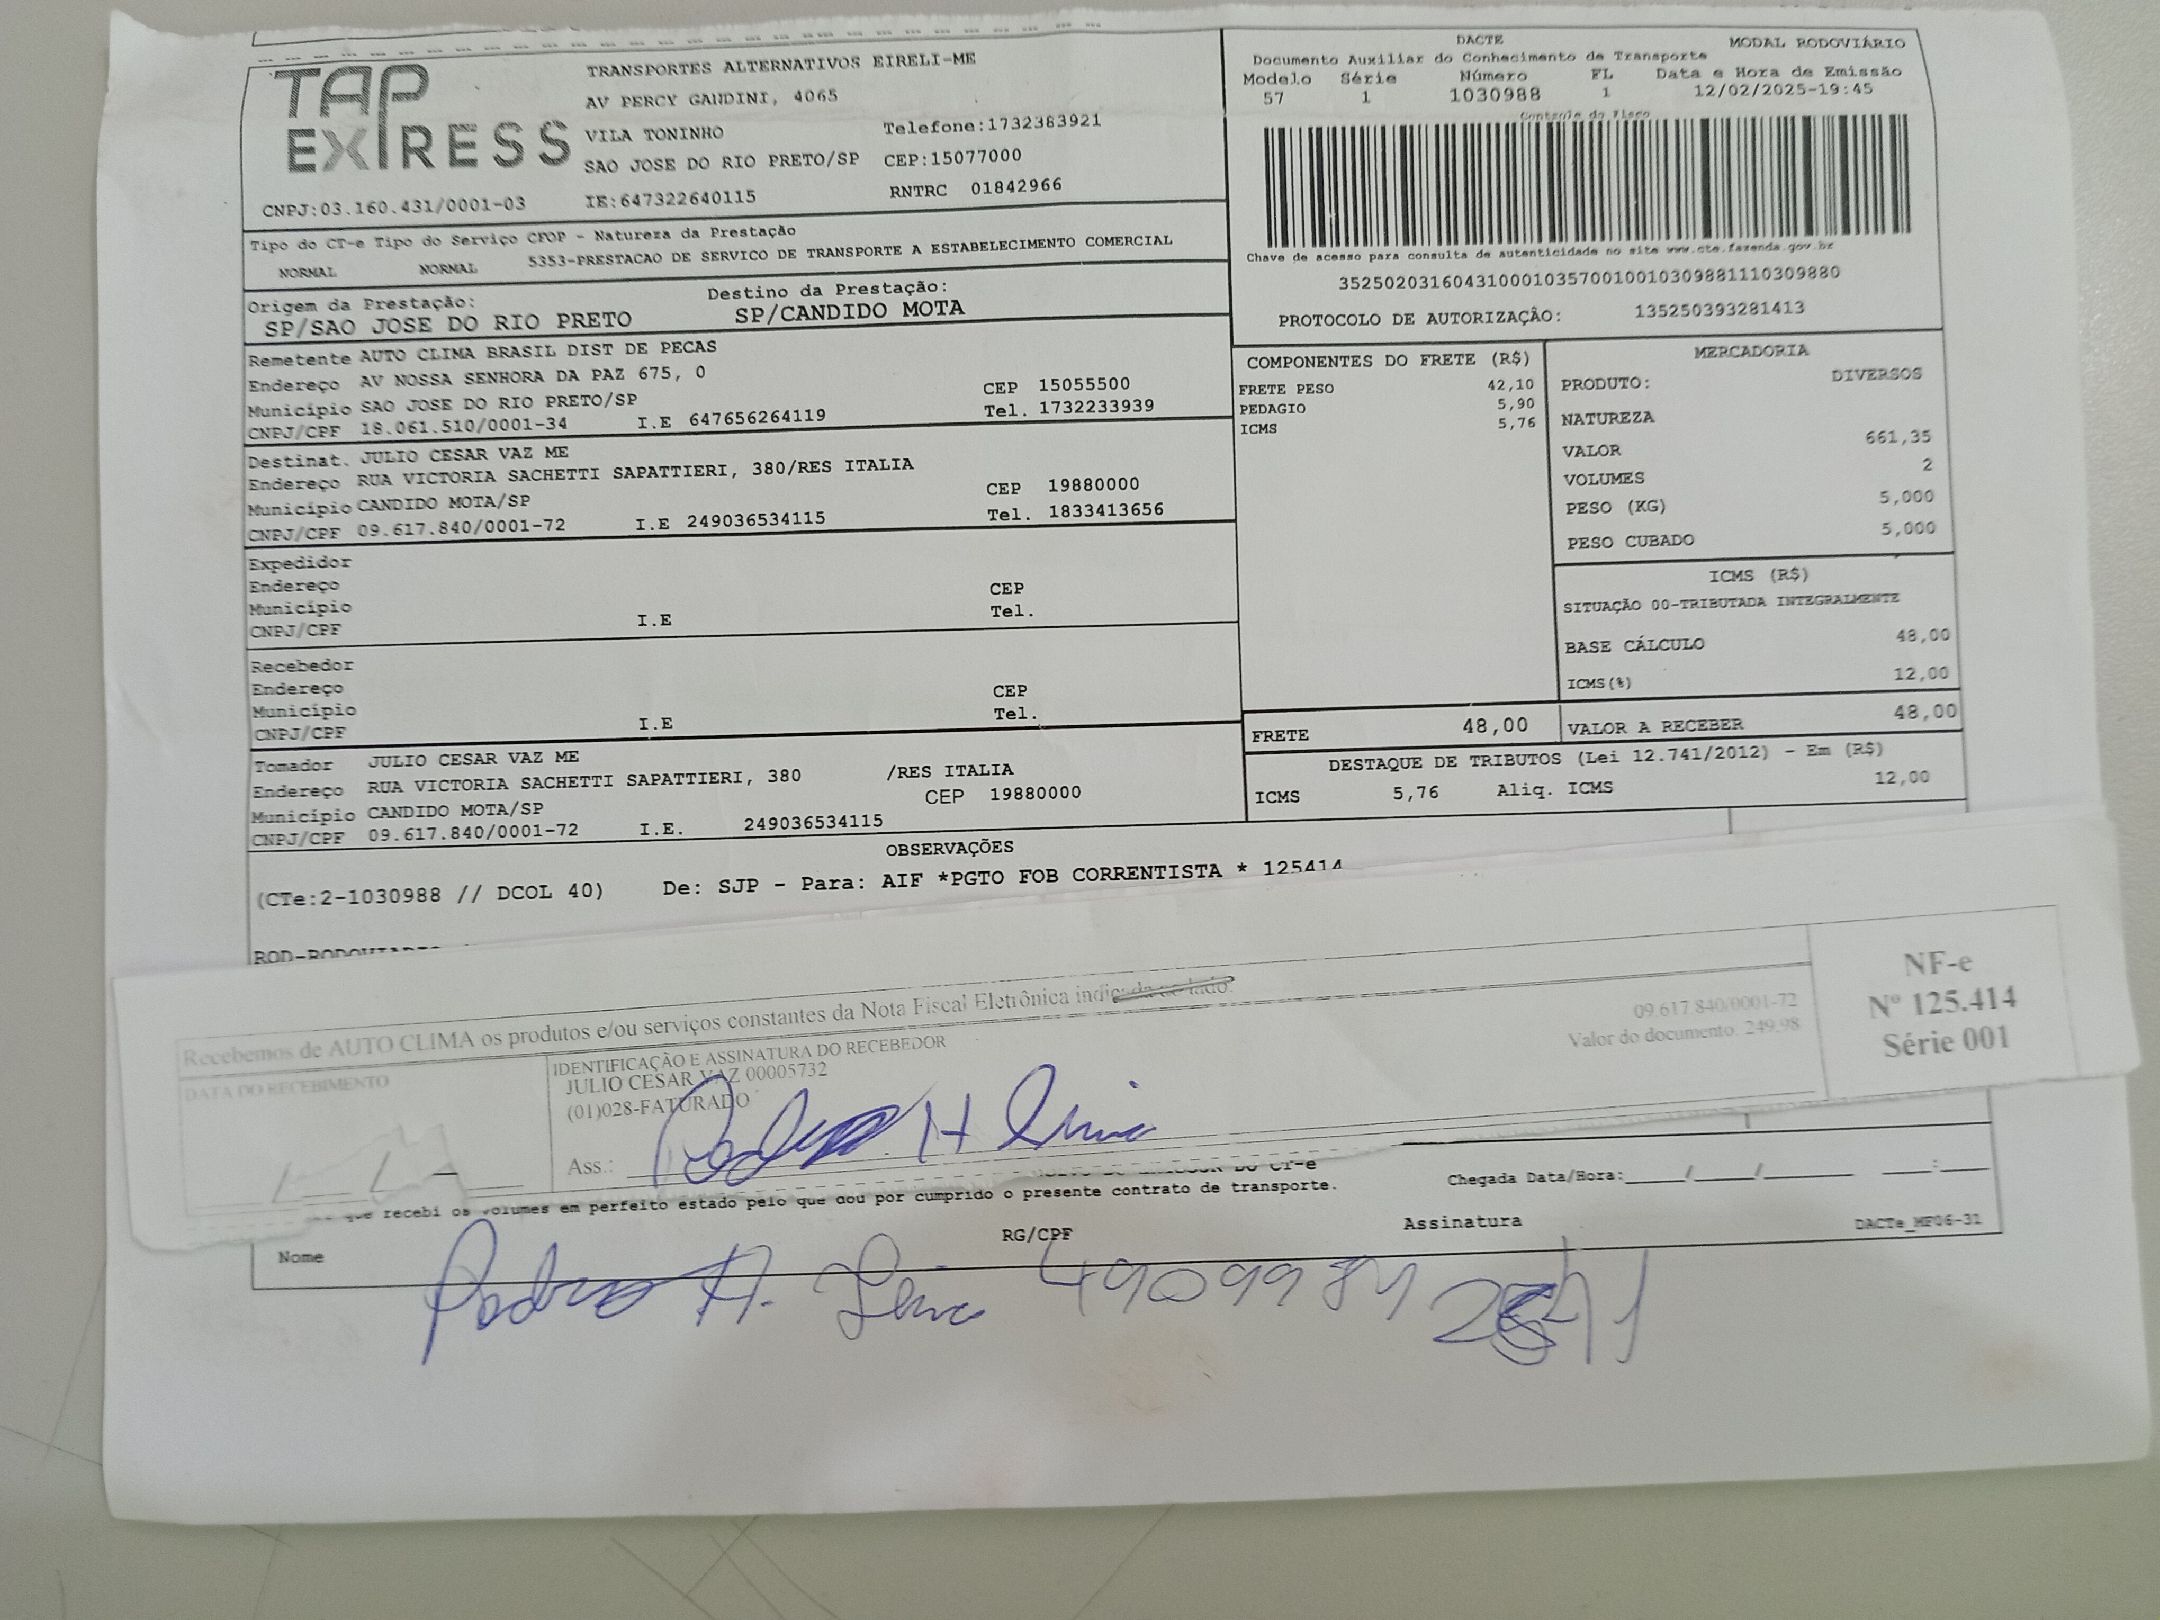 TAP
EXPRESS
TRANSPORTES ALTERNATIVOS EIRELI-ME
AV PERCY GANDINI, 4065
VILA TONINHO Telefone:1732383921
SAO JOSE DO RIO PRETO/SP CEP:15077000
CNPJ:03.160.431/0001-03 IE:647322640115 RNTRC 01842966
DACTE MODAL RODOVIÁRIO
Documento Auxiliar do Conhecimento de Transporte
Modelo Série Número FL Data e Hora de Emissão
57 1 1030988 1 12/02/2025-19:45
Controle do Fisco
Chave de acesso para consulta de autenticidade no site www.cte.fazenda.gov.br
35250203160431000103570010010309881110309880
PROTOCOLO DE AUTORIZAÇÃO: 135250393281413
Tipo do CT-e Tipo do Serviço CFOP - Natureza da Prestação
NORMAL NORMAL 5353-PRESTACAO DE SERVICO DE TRANSPORTE A ESTABELECIMENTO COMERCIAL
Origem da Prestação: Destino da Prestação:
SP/SAO JOSE DO RIO PRETO SP/CANDIDO MOTA
Remetente AUTO CLIMA BRASIL DIST DE PECAS
Endereço AV NOSSA SENHORA DA PAZ 675, 0 CEP 15055500
Município SAO JOSE DO RIO PRETO/SP Tel. 1732233939
CNPJ/CPF 18.061.510/0001-34 I.E 647656264119
Destinat. JULIO CESAR VAZ ME
Endereço RUA VICTORIA SACHETTI SAPATTIERI, 380/RES ITALIA
Município CANDIDO MOTA/SP CEP 19880000
CNPJ/CPF 09.617.840/0001-72 I.E 249036534115 Tel. 1833413656
Expedidor
Endereço CEP
Município Tel.
CNPJ/CPF I.E
Recebedor
Endereço CEP
Município Tel.
CNPJ/CPF I.E
Tomador JULIO CESAR VAZ ME
Endereço RUA VICTORIA SACHETTI SAPATTIERI, 380 /RES ITALIA
Município CANDIDO MOTA/SP CEP 19880000
CNPJ/CPF 09.617.840/0001-72 I.E. 249036534115
COMPONENTES DO FRETE (R$)
FRETE PESO 42,10
PEDAGIO 5,90
ICMS 5,76
MERCADORIA
PRODUTO: DIVERSOS
NATUREZA
VALOR 661,35
VOLUMES 2
PESO (KG) 5,000
PESO CUBADO 5,000
ICMS (R$)
SITUAÇÃO 00-TRIBUTADA INTEGRALMENTE
BASE CÁLCULO 48,00
ICMS(%) 12,00
FRETE 48,00 VALOR A RECEBER 48,00
DESTAQUE DE TRIBUTOS (Lei 12.741/2012) - Em (R$)
ICMS 5,76 Aliq. ICMS 12,00
OBSERVAÇÕES
(CTe:2-1030988 // DCOL 40) De: SJP - Para: AIF *PGTO FOB CORRENTISTA * 125414
Recebemos de AUTO CLIMA os produtos e/ou serviços constantes da Nota Fiscal Eletrônica indicada ao lado.
DATA DO RECEBIMENTO
IDENTIFICAÇÃO E ASSINATURA DO RECEBEDOR
JULIO CESAR VAZ 00005732
(01)028-FATURADO
09.617.840/0001-72
Valor do documento: 249,98
Ass.:
NF-e
Nº 125.414
Série 001
que recebi os volumes em perfeito estado pelo que dou por cumprido o presente contrato de transporte.
Chegada Data/Hora:____/____/______ ___:___
Nome RG/CPF Assinatura DACTe_MF06-31
Pedro H.